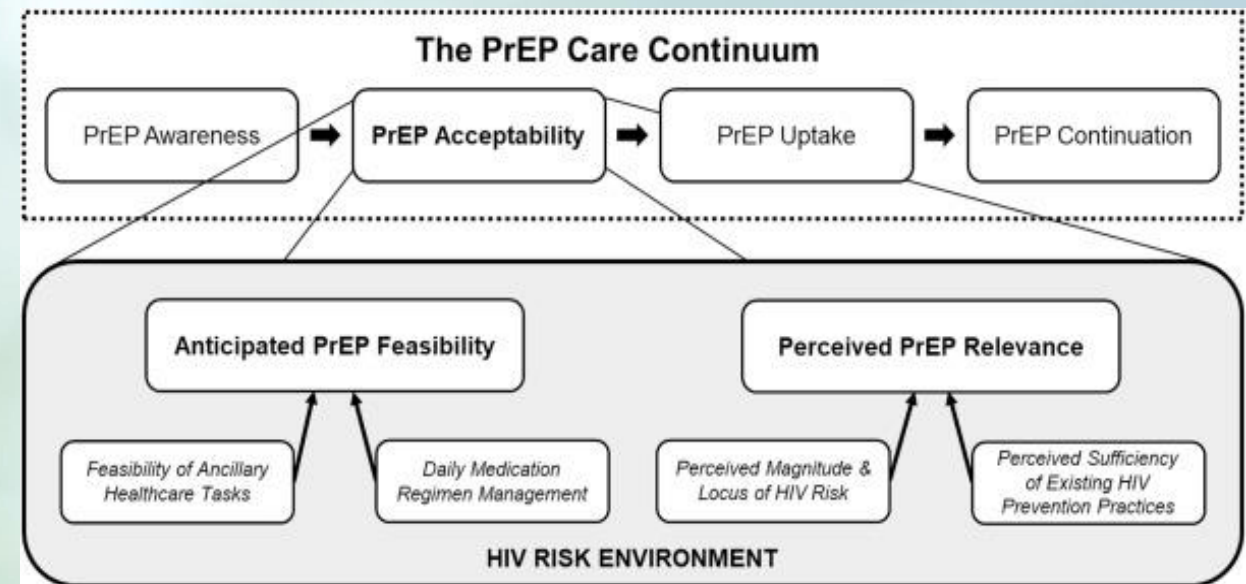 The PrEP Care Continuum
PrEP Awareness
PrEP Acceptability
PrEP Uptake
PrEP Continuation
Anticipated PrEP Feasibility
Perceived PrEP Relevance
Feasibility of Ancillary
Healthcare Tasks
Daily Medication
Regimen Management
Perceived Magnitude &
Locus of HIV Risk
Perceived Sufficiency
of Existing HIV
Prevention Practices
HIV RISK ENVIRONMENT